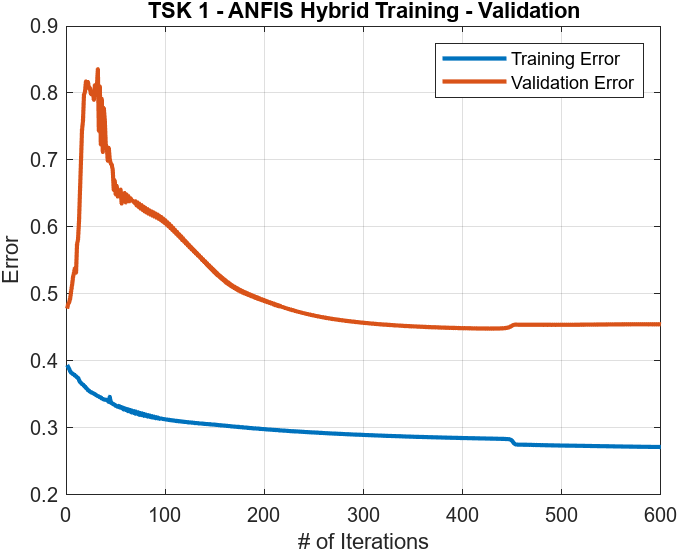 TSK 1 - ANFIS Hybrid Training - Validation
0.9
Training Error
Validation Error
0.8
0.7
0.6
0.5
0.4
0.3
0.2
Error
0 100 200 300 400 500 600
# of Iterations